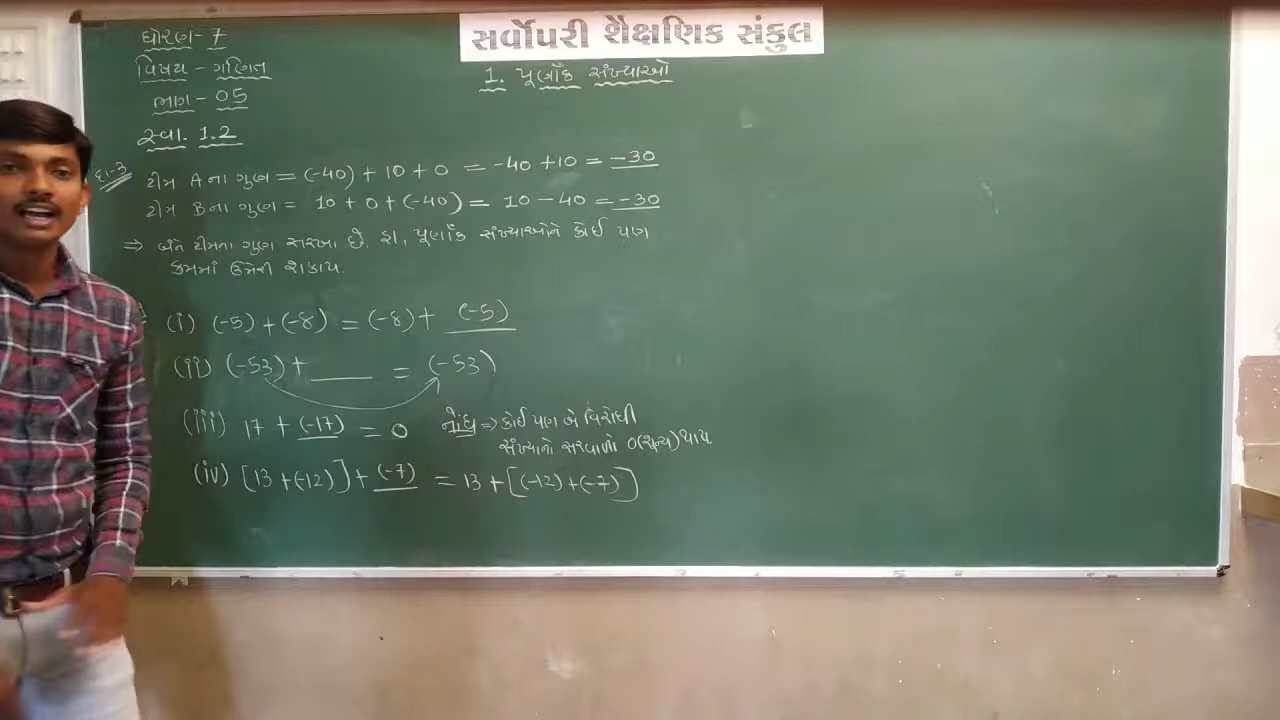 સર્વોપરી શૈક્ષણિક સંકુલ
ધોરણ - 7
વિષય - ગણિત
ભાગ - 05
સ્વા. 1.2
1. પૂર્ણાંક સંખ્યાઓ
દા-3 ટીમ A ના ગુણ = (-40) + 10 + 0 = -40 + 10 = -30
ટીમ B ના ગુણ = 10 + 0 + (-40) = 10 - 40 = -30
⇒ બંને ટીમના ગુણ સરખા છે. હા, પૂર્ણાંક સંખ્યાઓને કોઈ પણ
ક્રમમાં ઉમેરી શકાય.
(i) (-5) + (-8) = (-8) + (-5)
(ii) (-53) + ____ = (-53)
(iii) 17 + (-17) = 0 નોંધ ⇒ કોઈ પણ બે વિરોધી
સંખ્યાનો સરવાળો 0 (શૂન્ય) થાય
(iv) [13 + (-12)] + (-7) = 13 + [(-12) + (-7)]